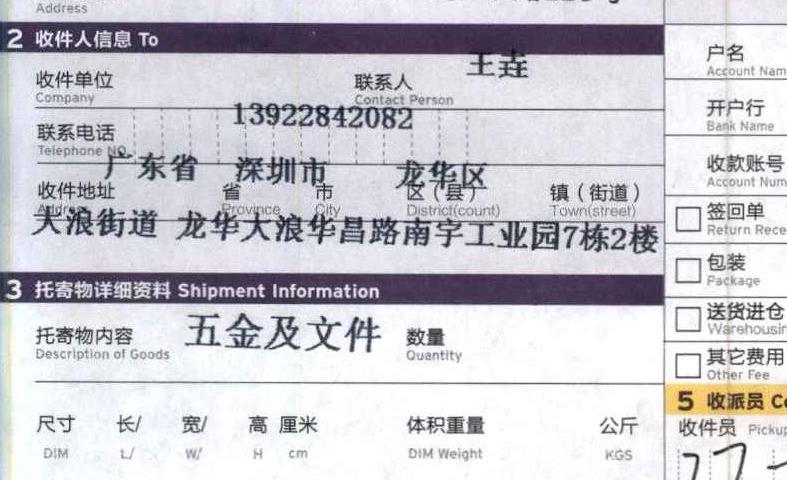 Address
2 收件人信息 To
王垚
收件单位 联系人
Company Contact Person
13922842082
联系电话
Telephone NO.
广东省 深圳市 龙华区
收件地址 省 市 区（县） 镇（街道）
Address Province City District(count) Town(street)
大浪街道 龙华大浪华昌路南宇工业园7栋2楼
3 托寄物详细资料 Shipment Information
托寄物内容 五金及文件 数量
Description of Goods Quantity
尺寸 长/ 宽/ 高 厘米 体积重量 公斤
DIM L/ W/ H cm DIM Weight KGS
户名
Account Nam
开户行
Bank Name
收款账号
Account Num
签回单
Return Rece
包装
Package
送货进仓
Warehousin
其它费用
Other Fee
5 收派员 Co
收件员 Pickup